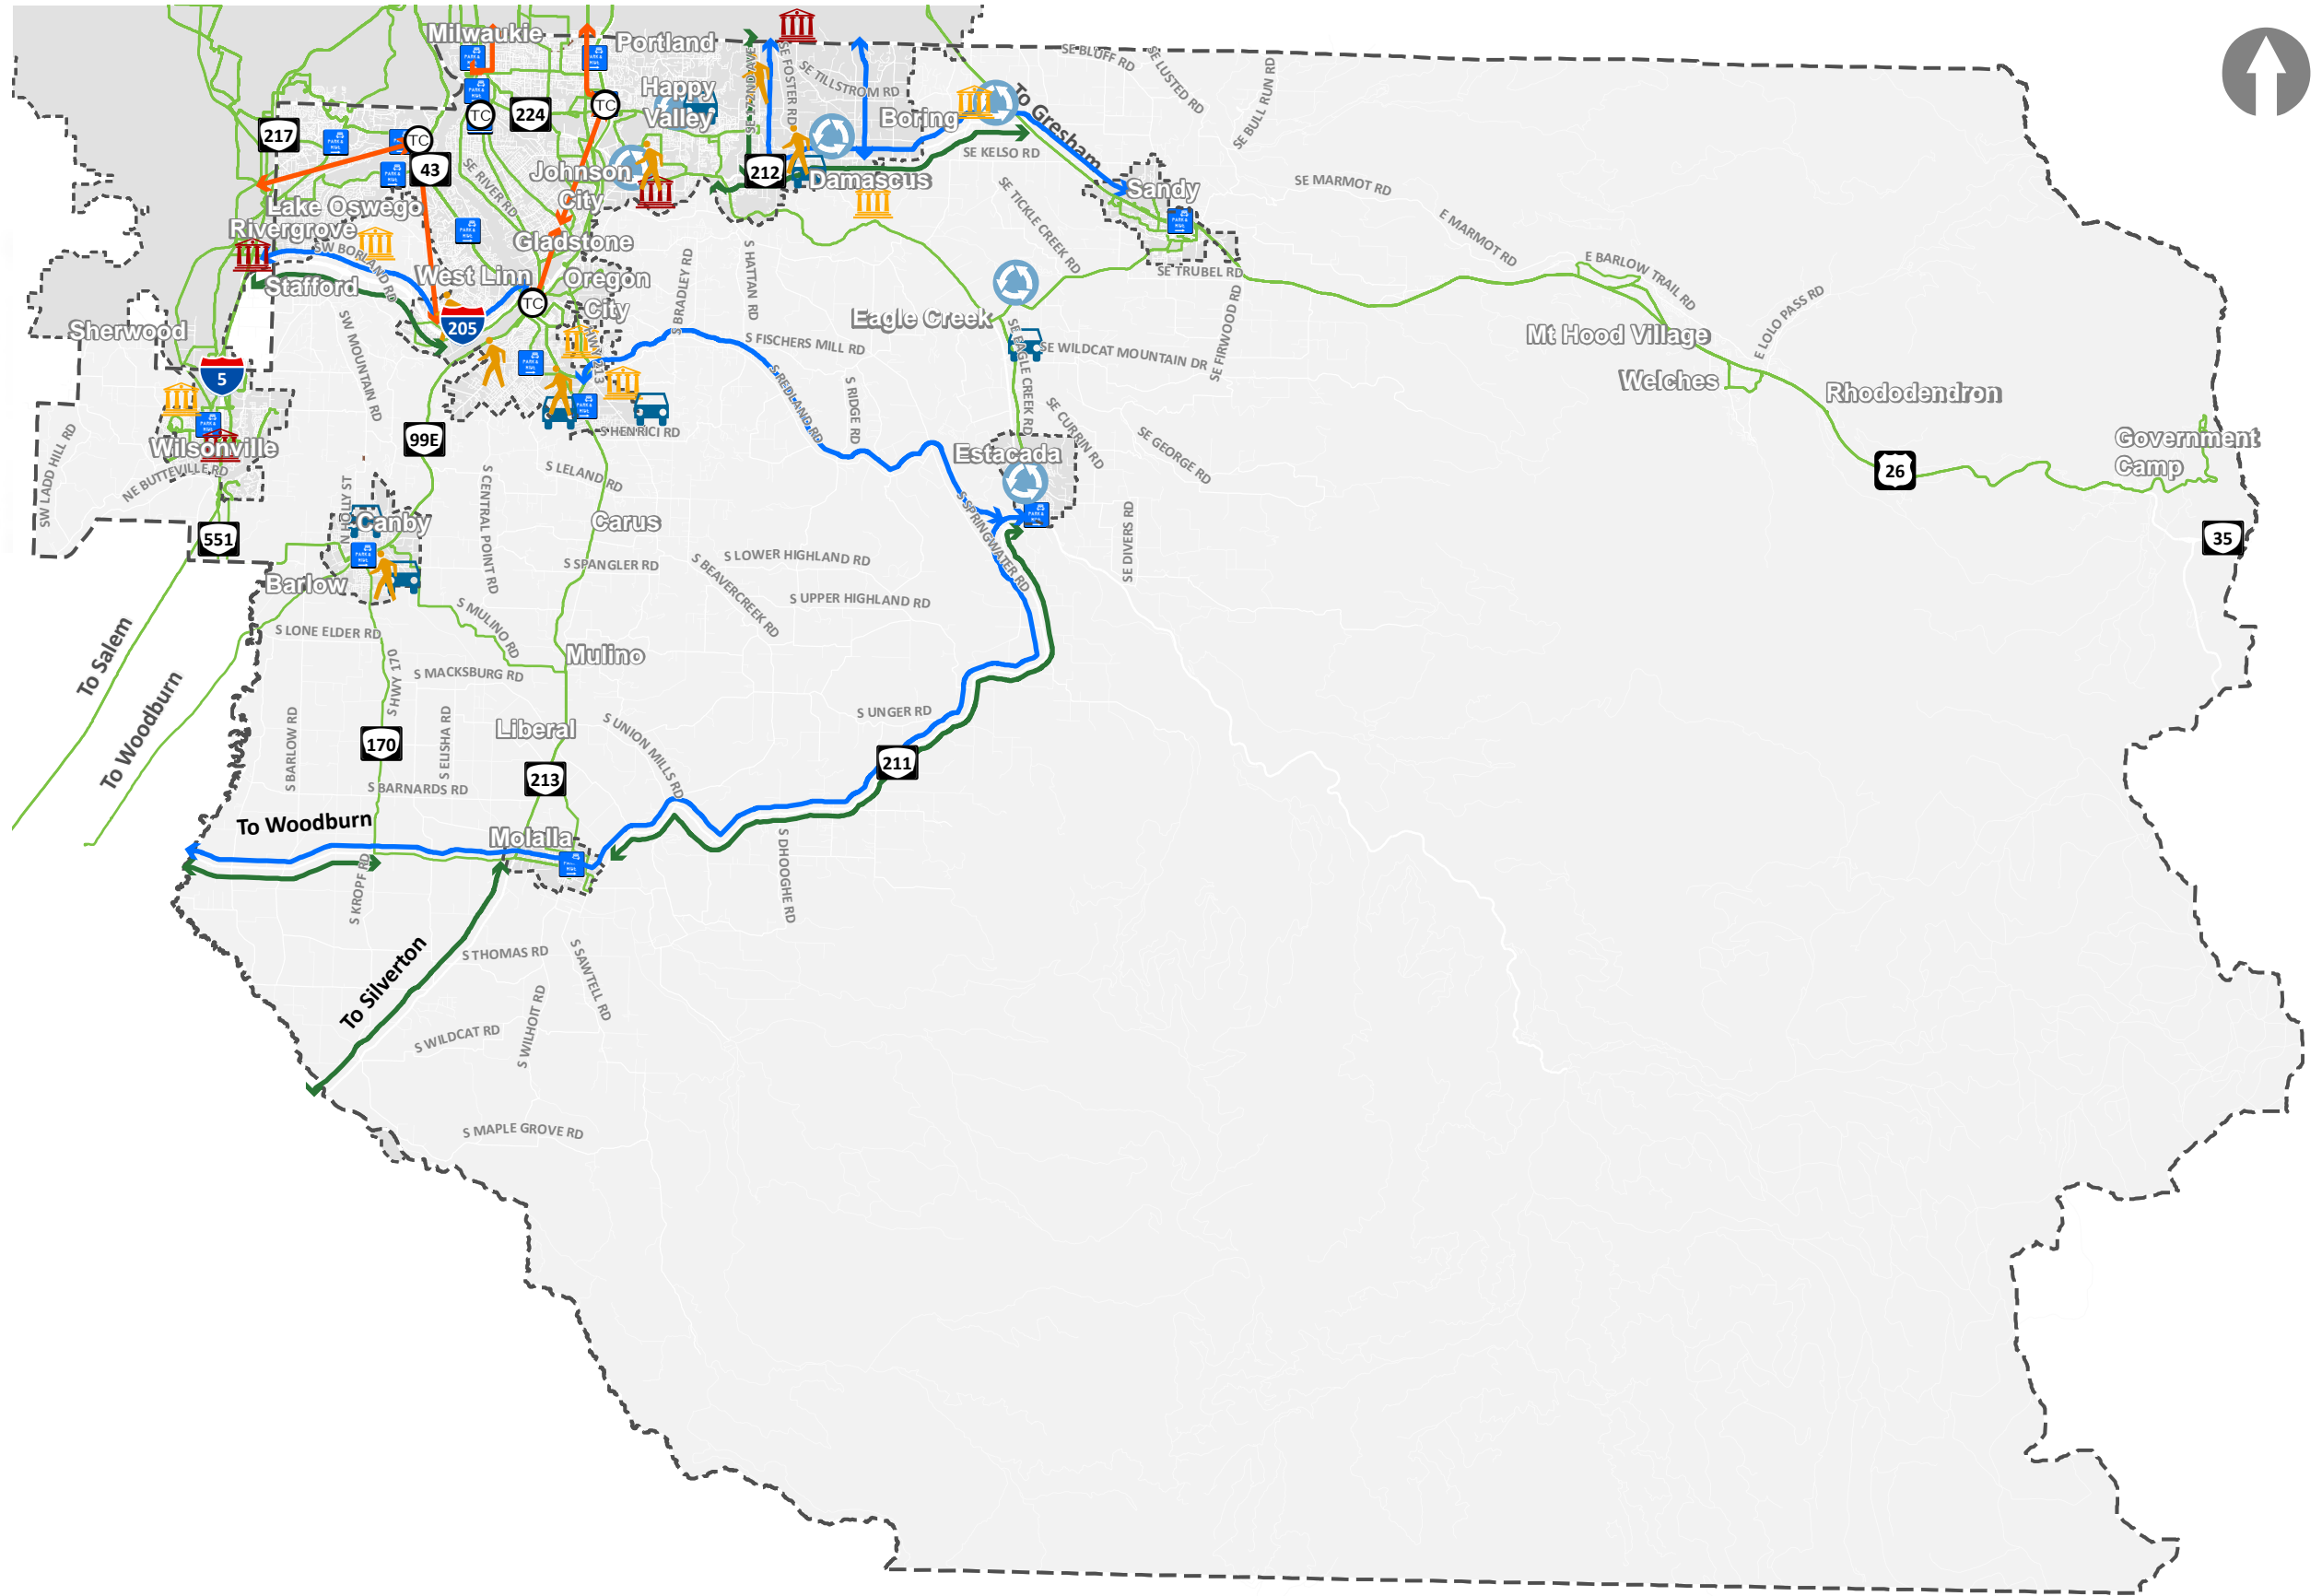 Milwaukie
Portland
Happy
Valley
SE 172ND AVE
SE FOSTER RD
SE TILLSTROM RD
SE BLUFF RD
SE LUSTED RD
SE BULL RUN RD
To Gresham
Boring
217
TC
43
TC
224
TC
PARK &
RIDE
Johnson
City
SE RIVER RD
212
Damascus
SE KELSO RD
SE TICKLE CREEK RD
Sandy
SE MARMOT RD
E MARMOT RD
Lake Oswego
Rivergrove
SW BORLAND RD
Stafford
Gladstone
West Linn
Oregon
City
TC
205
HWY 213
S BRADLEY RD
S HATTAN RD
SE TRUBEL RD
E BARLOW TRAIL RD
E LOLO PASS RD
SE FIRWOOD RD
Sherwood
5
SW MOUNTAIN RD
S FISCHERS MILL RD
Eagle Creek
SE EAGLE CREEK RD
SE WILDCAT MOUNTAIN DR
Mt Hood Village
Welches
Rhododendron
S REDLAND RD
S RIDGE RD
SE CURRIN RD
SE GEORGE RD
S HENRICI RD
99E
Wilsonville
SW LADD HILL RD
NE BUTTEVILLE RD
S LELAND RD
Estacada
26
Government
Camp
35
551
N HOLLY ST
Canby
S CENTRAL POINT RD
Carus
S SPRINGWATER RD
SE DIVERS RD
Barlow
S SPANGLER RD
S LOWER HIGHLAND RD
S BEAVERCREEK RD
S UPPER HIGHLAND RD
To Salem
To Woodburn
S LONE ELDER RD
S MULINO RD
Mulino
S HWY 170
S MACKSBURG RD
S BARLOW RD
170
S ELISHA RD
Liberal
S UNION MILLS RD
S UNGER RD
211
213
S BARNARDS RD
To Woodburn
Molalla
S KROPF RD
S DHOOGHE RD
To Silverton
S THOMAS RD
S SAWTELL RD
S WILDCAT RD
S WILHOIT RD
S MAPLE GROVE RD